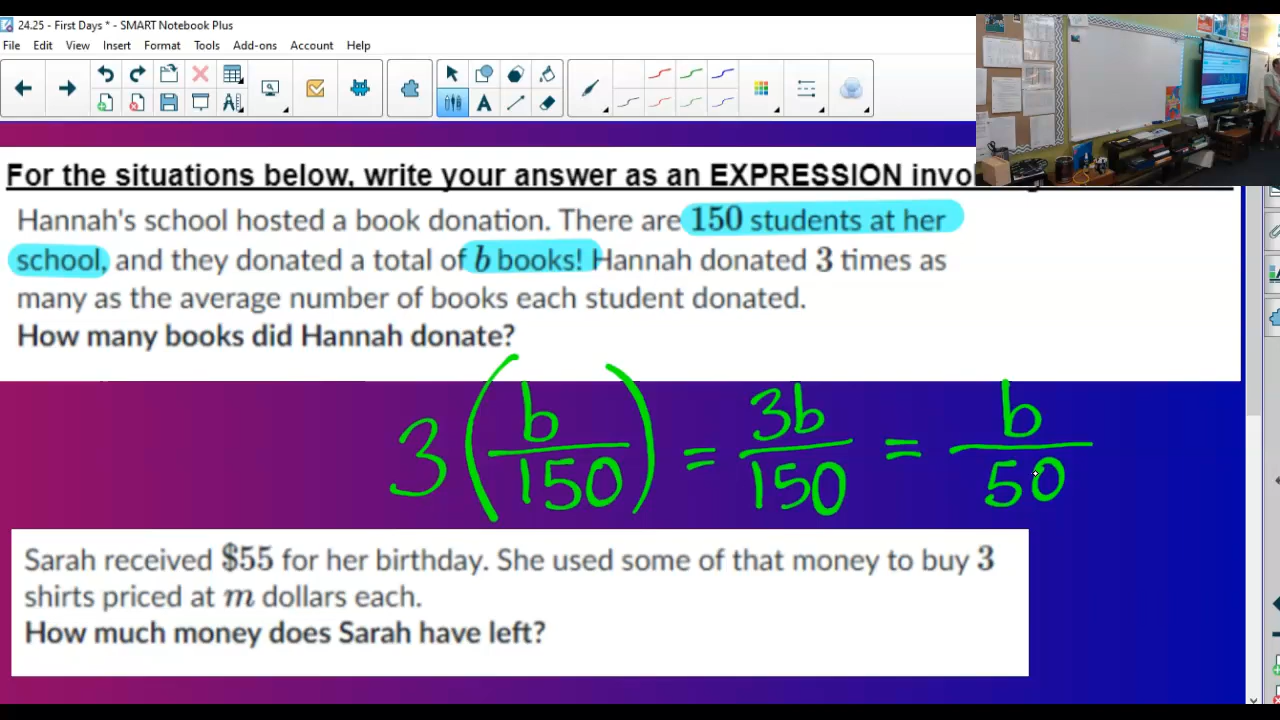 24.25 - First Days * - SMART Notebook Plus
File Edit View Insert Format Tools Add-ons Account Help
For the situations below, write your answer as an EXPRESSION
Hannah's school hosted a book donation. There are 150 students at her
school, and they donated a total of b books! Hannah donated 3 times as
many as the average number of books each student donated.
How many books did Hannah donate?
3 (b/150) = 3b/150 = b/50
Sarah received $55 for her birthday. She used some of that money to buy 3
shirts priced at m dollars each.
How much money does Sarah have left?